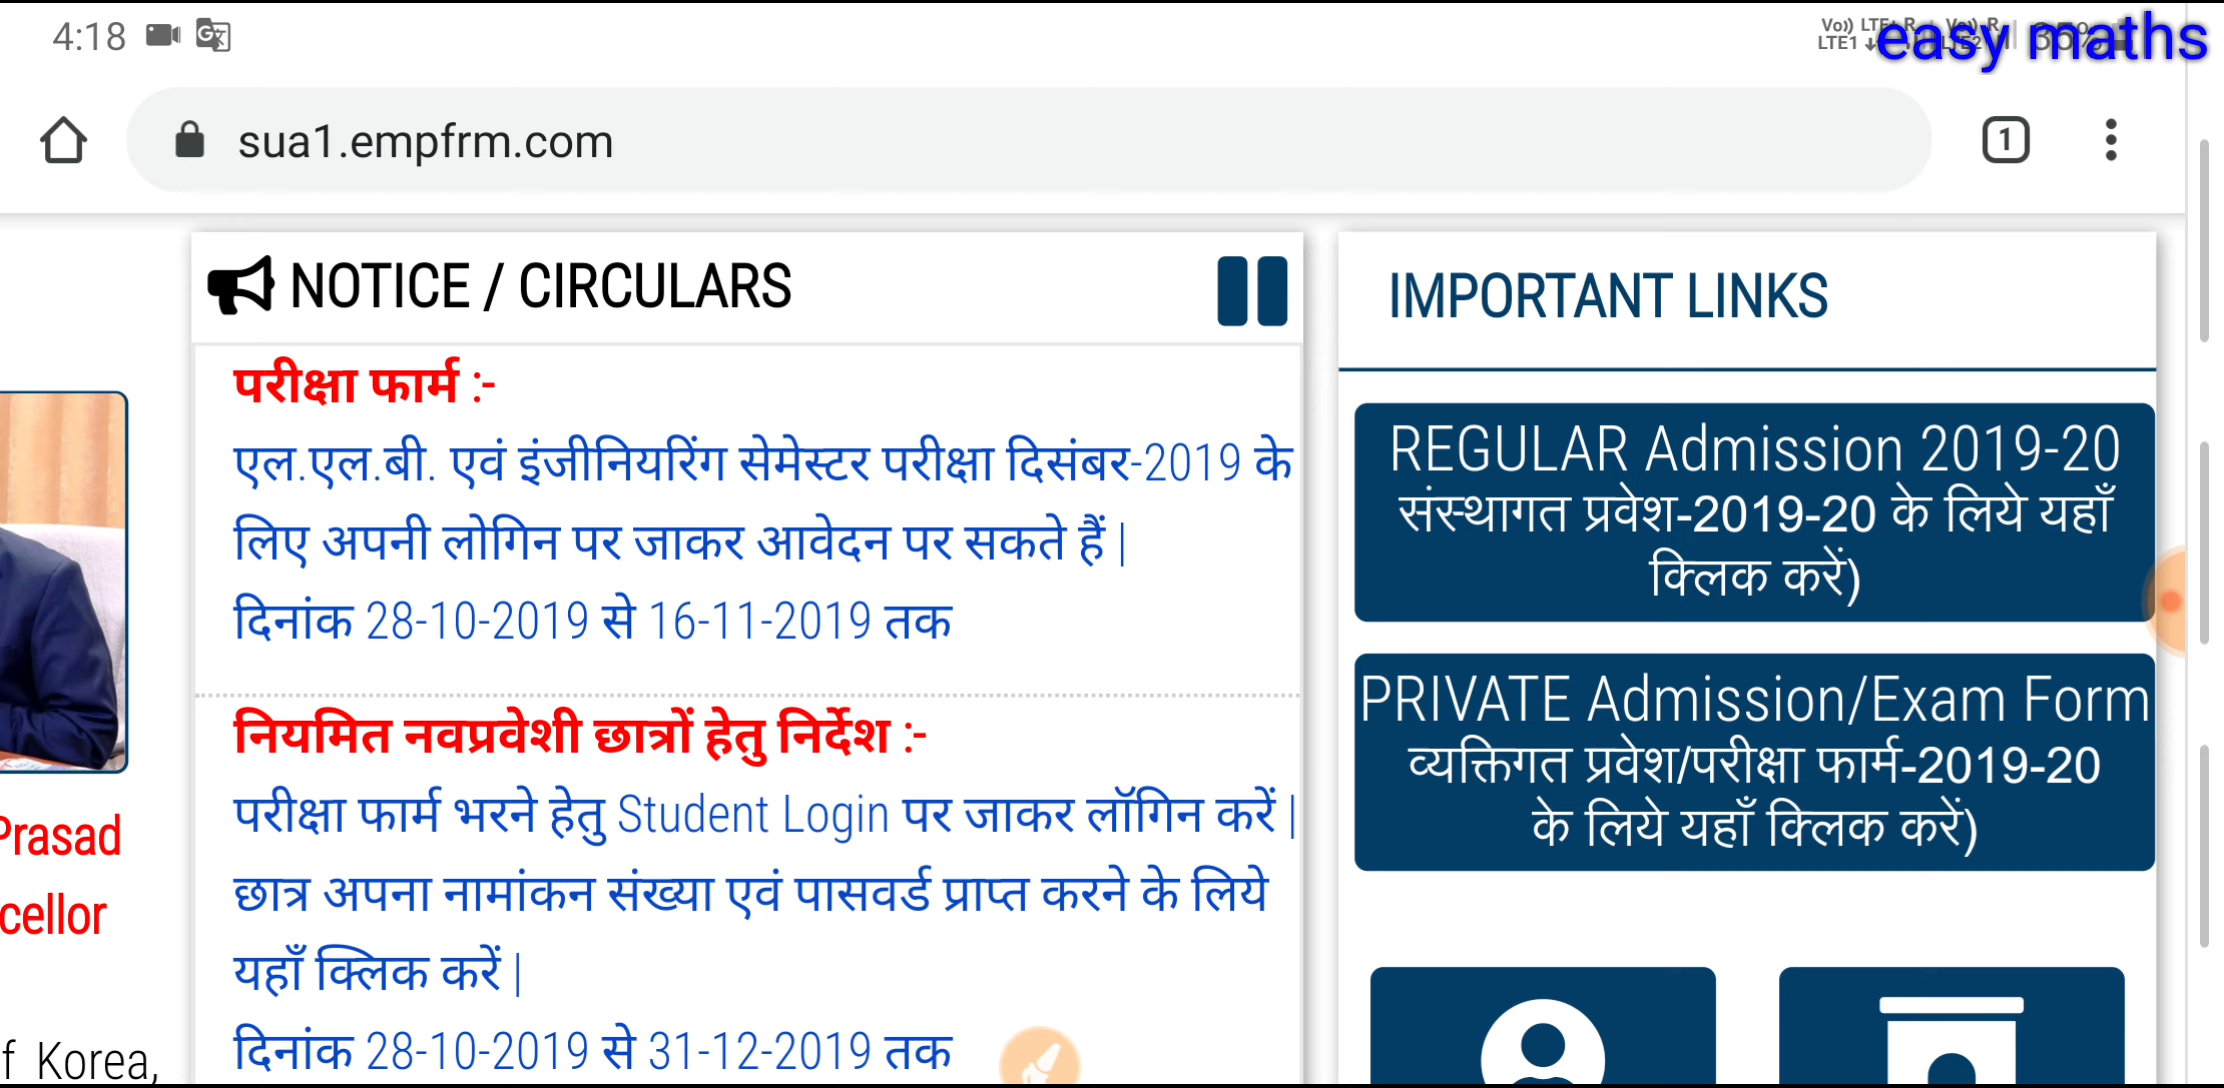 4:18
easy maths
sua1.empfrm.com
1
NOTICE / CIRCULARS
परीक्षा फार्म :-
एल.एल.बी. एवं इंजीनियरिंग सेमेस्टर परीक्षा दिसंबर-2019 के
लिए अपनी लोगिन पर जाकर आवेदन पर सकते हैं |
दिनांक 28-10-2019 से 16-11-2019 तक
नियमित नवप्रवेशी छात्रों हेतु निर्देश :-
परीक्षा फार्म भरने हेतु Student Login पर जाकर लॉगिन करें |
छात्र अपना नामांकन संख्या एवं पासवर्ड प्राप्त करने के लिये
यहाँ क्लिक करें |
दिनांक 28-10-2019 से 31-12-2019 तक
IMPORTANT LINKS
REGULAR Admission 2019-20
संस्थागत प्रवेश-2019-20 के लिये यहाँ
क्लिक करें)
PRIVATE Admission/Exam Form
व्यक्तिगत प्रवेश/परीक्षा फार्म-2019-20
के लिये यहाँ क्लिक करें)
Prasad
cellor
f Korea,